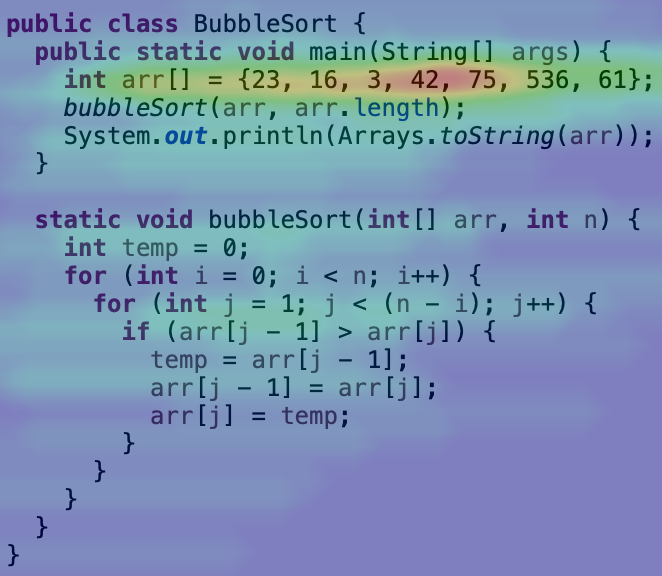 public class BubbleSort {
  public static void main(String[] args) {
    int arr[] = {23, 16, 3, 42, 75, 536, 61};
    bubbleSort(arr, arr.length);
    System.out.println(Arrays.toString(arr));
  }

  static void bubbleSort(int[] arr, int n) {
    int temp = 0;
    for (int i = 0; i < n; i++) {
      for (int j = 1; j < (n - i); j++) {
        if (arr[j - 1] > arr[j]) {
          temp = arr[j - 1];
          arr[j - 1] = arr[j];
          arr[j] = temp;
        }
      }
    }
  }
}